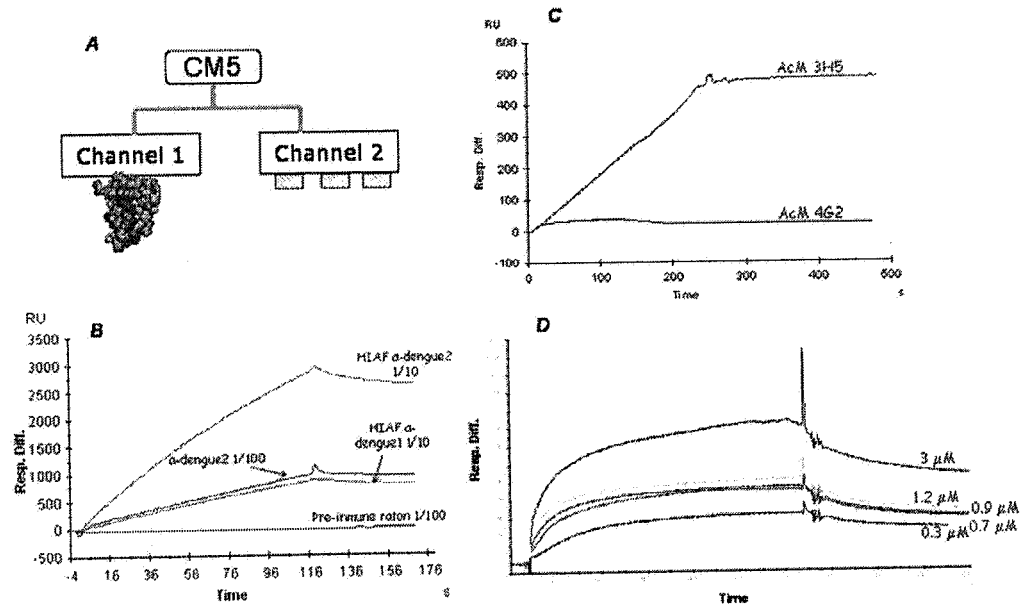 A
CM5
Channel 1
Channel 2
C
RU
600
500
400
300
200
100
0
-100
Resp. Diff.
AcM 3H5
AcM 4G2
0
100
200
300
400
500
Time
s
B
RU
3500
3000
2500
2000
1500
1000
500
0
-500
Resp. Diff.
HIAF a-dengue2
1/10
HIAF a-
dengue1 1/10
a-dengue2 1/100
Pre-inmune raton 1/100
-4
16
36
56
76
96
116
136
156
176
Time
s
D
Resp. Diff.
3 µM
1.2 µM
0.9 µM
0.7 µM
0.3 µM
Time